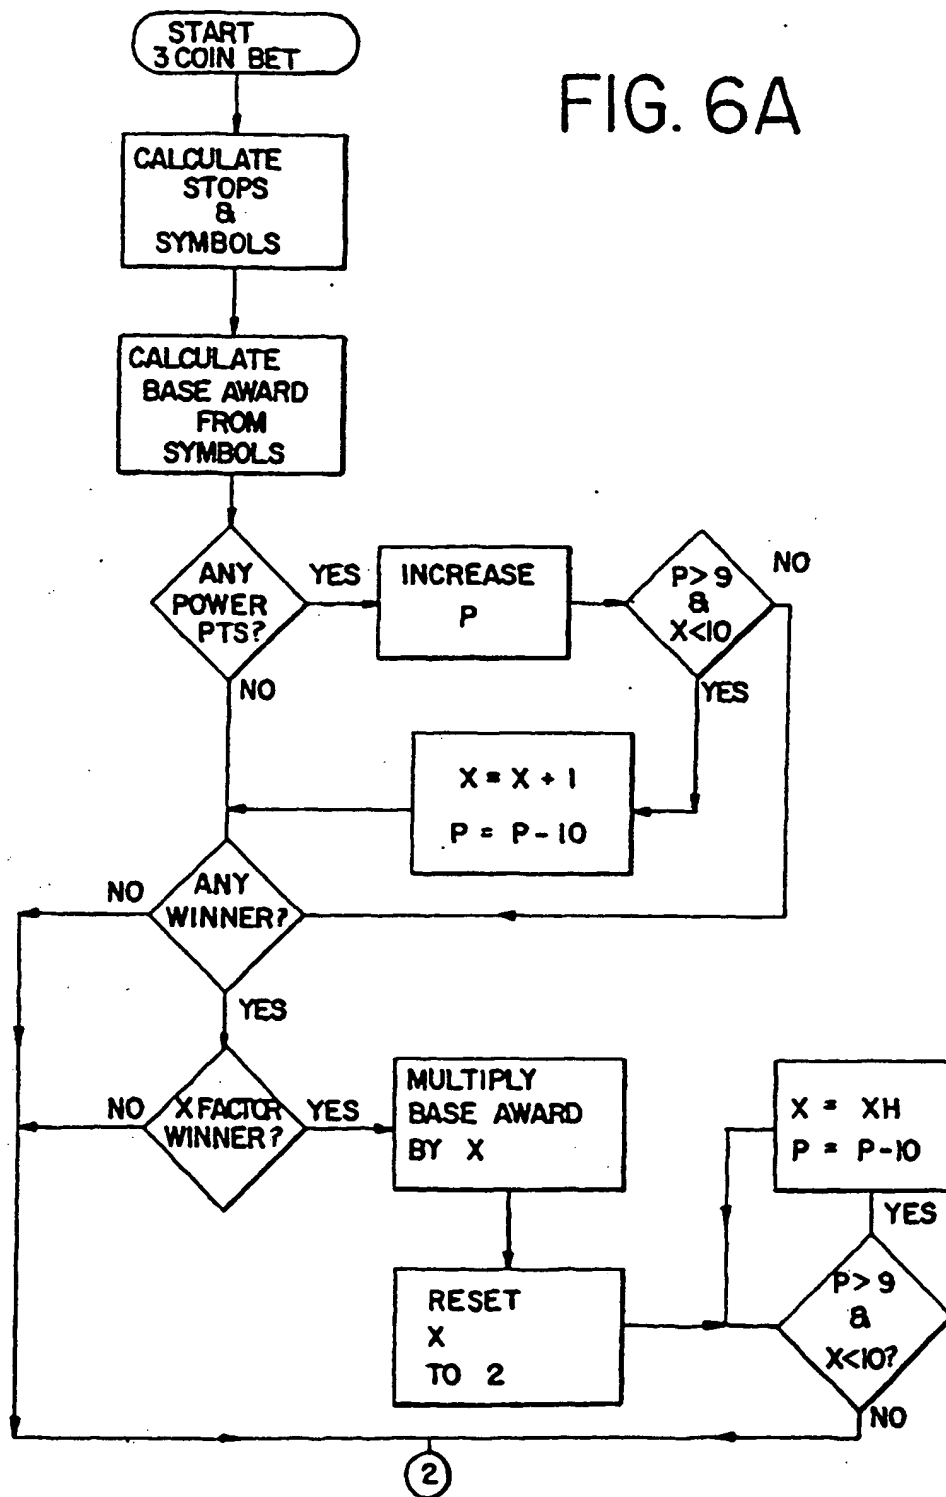 START
3 COIN BET
FIG. 6A
CALCULATE
STOPS
&
SYMBOLS
CALCULATE
BASE AWARD
FROM
SYMBOLS
ANY
POWER
PTS?
YES
INCREASE
P
P > 9
&
X<10
NO
NO
YES
X = X + 1
P = P - 10
NO
ANY
WINNER?
YES
NO
X FACTOR
WINNER?
YES
MULTIPLY
BASE AWARD
BY X
X = XH
P = P-10
YES
RESET
X
TO 2
P > 9
&
X<10?
NO
2